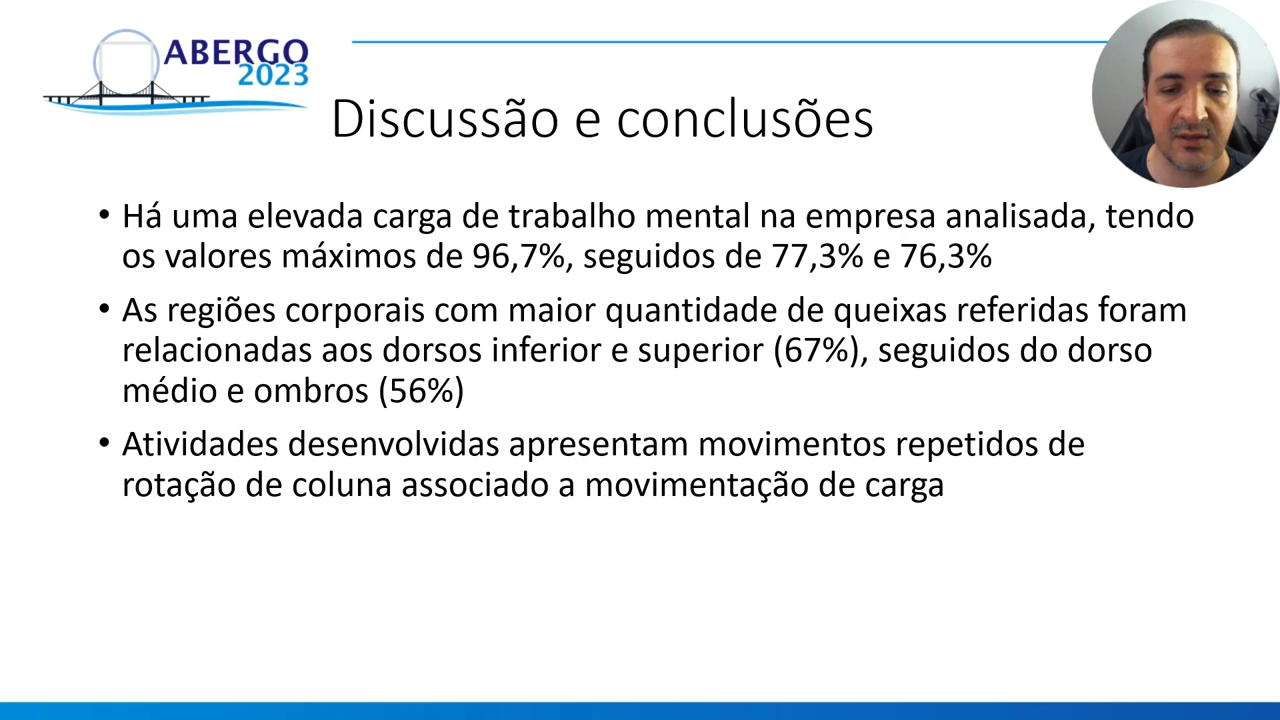 ABERGO
2023
Discussão e conclusões
• Há uma elevada carga de trabalho mental na empresa analisada, tendo
os valores máximos de 96,7%, seguidos de 77,3% e 76,3%
• As regiões corporais com maior quantidade de queixas referidas foram
relacionadas aos dorsos inferior e superior (67%), seguidos do dorso
médio e ombros (56%)
• Atividades desenvolvidas apresentam movimentos repetidos de
rotação de coluna associado a movimentação de carga